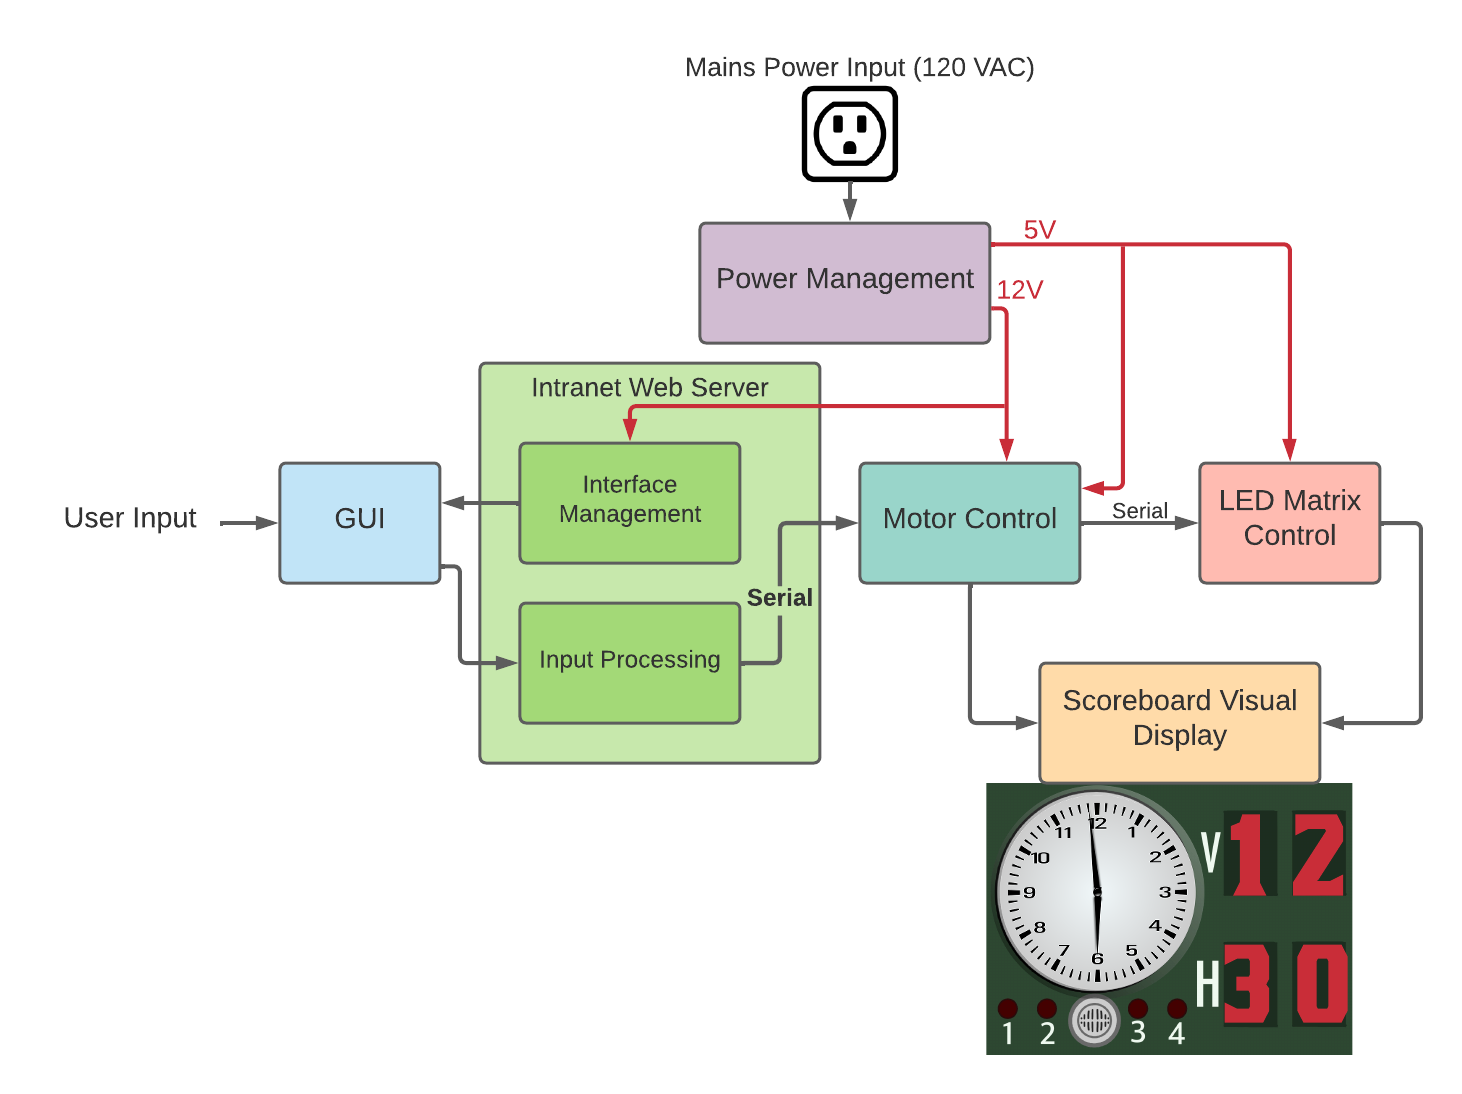 Mains Power Input (120 VAC)
5V
Power Management
12V
Intranet Web Server
Interface
Management
User Input
GUI
Motor Control
Serial
LED Matrix
Control
Serial
Input Processing
Scoreboard Visual
Display
12
11
1
10
2
9
3
8
4
7
5
6
V
12
H
30
1
2
3
4